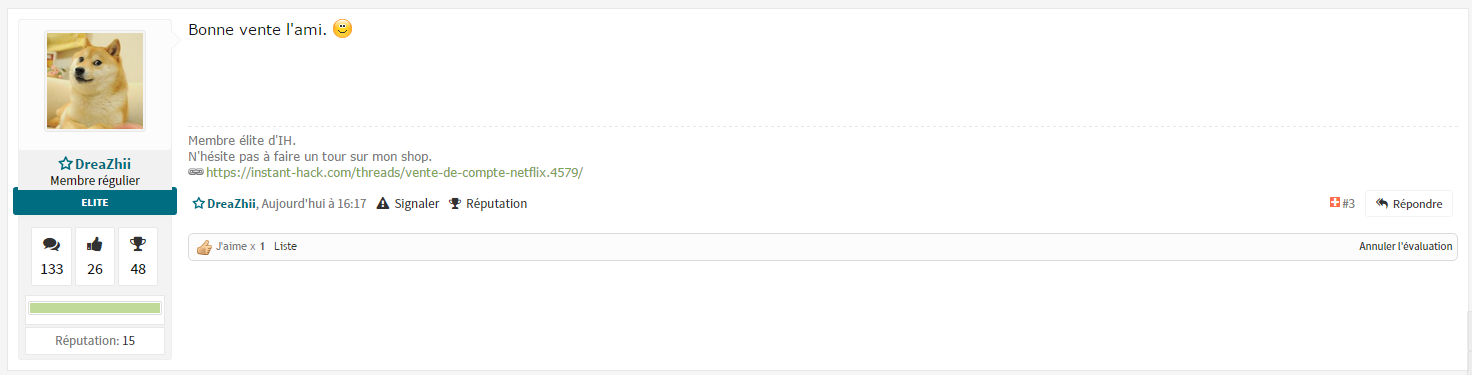 Bonne vente l'ami.
DreaZhii
Membre régulier
ELITE
133 26 48
Réputation: 15
Membre élite d'IH.
N'hésite pas à faire un tour sur mon shop.
https://instant-hack.com/threads/vente-de-compte-netflix.4579/
DreaZhii, Aujourd'hui à 16:17 Signaler Réputation #3 Répondre
J'aime x 1 Liste Annuler l'évaluation